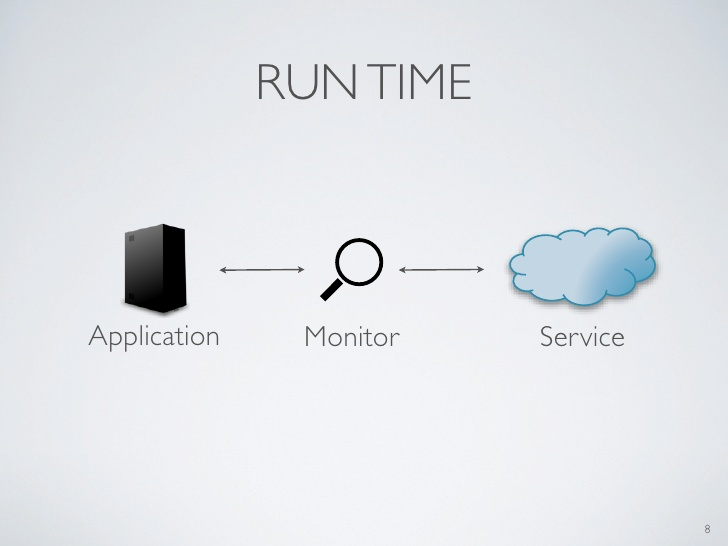 RUN TIME
Application
Monitor
Service
8